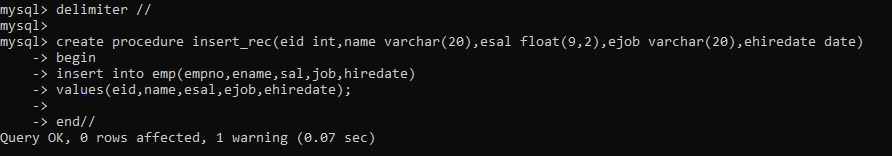 mysql> delimiter //
mysql>
mysql> create procedure insert_rec(eid int,name varchar(20),esal float(9,2),ejob varchar(20),ehiredate date)
    -> begin
    -> insert into emp(empno,ename,sal,job,hiredate)
    -> values(eid,name,esal,ejob,ehiredate);
    ->
    -> end//
Query OK, 0 rows affected, 1 warning (0.07 sec)